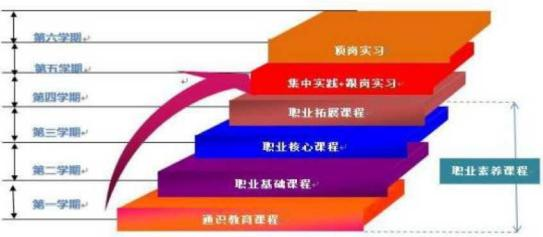 第六学期
顶岗实习
第五学期
集中实践+跟岗实习
第四学期
职业拓展课程
第三学期
职业核心课程
第二学期
职业基础课程
职业素养课程
第一学期
通识教育课程